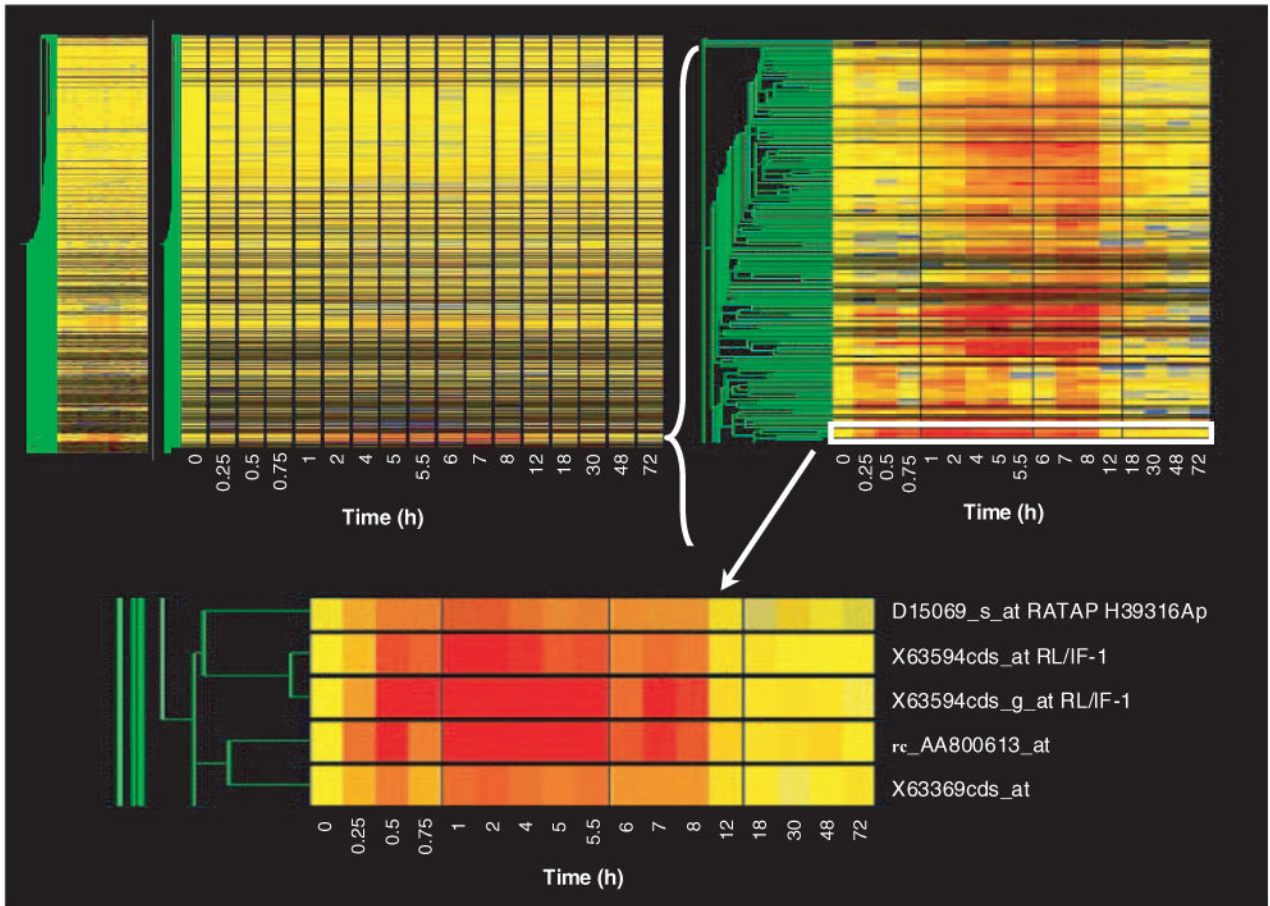 0 0.25 0.5 0.75 1 2 4 5 5.5 6 7 8 12 18 30 48 72
Time (h)
0 0.25 0.5 0.75 1 2 4 5 5.5 6 7 8 12 18 30 48 72
Time (h)
D15069_s_at RATAP H39316Ap
X63594cds_at RL/IF-1
X63594cds_g_at RL/IF-1
rc_AA800613_at
X63369cds_at
0 0.25 0.5 0.75 1 2 4 5 5.5 6 7 8 12 18 30 48 72
Time (h)